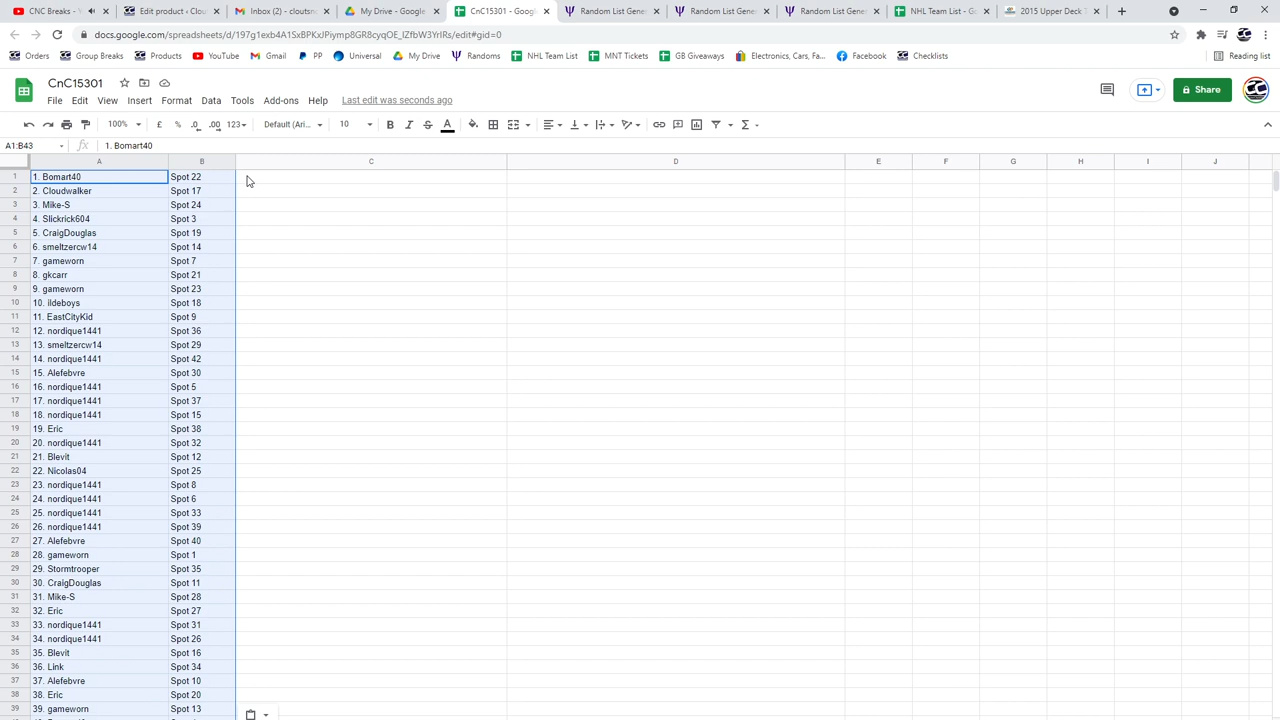 CNC Breaks - Y
Edit product ‹ Clou
Inbox (2) - cloutsno
My Drive - Google
CnC15301 - Googl
Random List Gene
Random List Gene
Random List Gene
NHL Team List - Go
2015 Upper Deck T
docs.google.com/spreadsheets/d/
Orders
Group Breaks
Products
YouTube
Gmail
PP
Universal
My Drive
Randoms
NHL Team List
MNT Tickets
GB Giveaways
Electronics, Cars, Fa...
Facebook
Checklists
Reading list
CnC15301
File Edit View Insert Format Data Tools Add-ons Help Last edit was seconds ago
Share
100% £ % .0 .00 123 Default (Ari... 10 B I S A Σ
A1:B43 fx 1. Bomart40
A B C D E F G H I J
1 1. Bomart40 Spot 22
2 2. Cloudwalker Spot 17
3 3. Mike-S Spot 24
4 4. Slickrick604 Spot 3
5 5. CraigDouglas Spot 19
6 6. smeltzercw14 Spot 14
7 7. gameworn Spot 7
8 8. gkcarr Spot 21
9 9. gameworn Spot 23
10 10. ildeboys Spot 18
11 11. EastCityKid Spot 9
12 12. nordique1441 Spot 36
13 13. smeltzercw14 Spot 29
14 14. nordique1441 Spot 42
15 15. Alefebvre Spot 30
16 16. nordique1441 Spot 5
17 17. nordique1441 Spot 37
18 18. nordique1441 Spot 15
19 19. Eric Spot 38
20 20. nordique1441 Spot 32
21 21. Blevit Spot 12
22 22. Nicolas04 Spot 25
23 23. nordique1441 Spot 8
24 24. nordique1441 Spot 6
25 25. nordique1441 Spot 33
26 26. nordique1441 Spot 39
27 27. Alefebvre Spot 40
28 28. gameworn Spot 1
29 29. Stormtrooper Spot 35
30 30. CraigDouglas Spot 11
31 31. Mike-S Spot 28
32 32. Eric Spot 27
33 33. nordique1441 Spot 31
34 34. nordique1441 Spot 26
35 35. Blevit Spot 16
36 36. Link Spot 34
37 37. Alefebvre Spot 10
38 38. Eric Spot 20
39 39. gameworn Spot 13